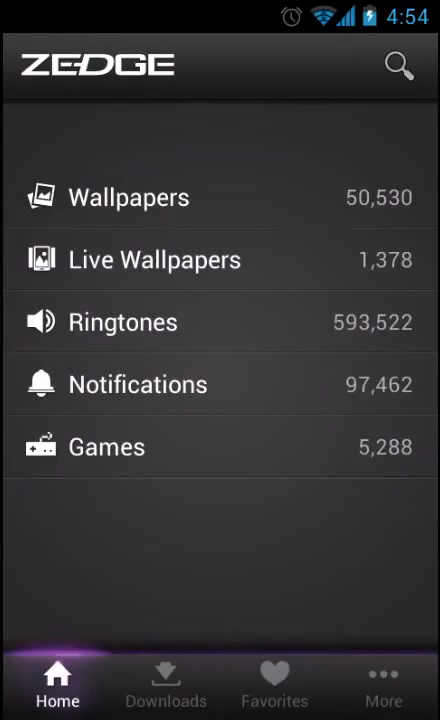 4:54
ZEDGE
Wallpapers 50,530
Live Wallpapers 1,378
Ringtones 593,522
Notifications 97,462
Games 5,288
Home Downloads Favorites More